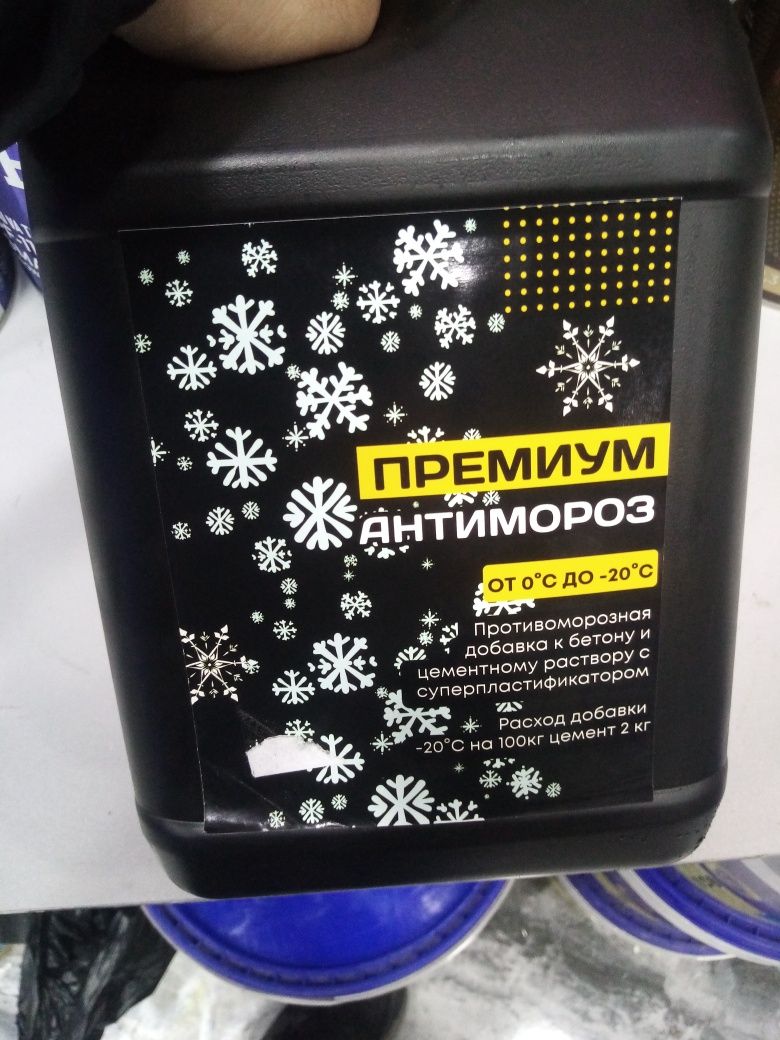 ПРЕМИУМ
АНТИМОРОЗ
ОТ 0°С ДО -20°С
Противоморозная
добавка к бетону и
цементному раствору с
суперпластификатором
Расход добавки
-20°С на 100кг цемент 2 кг